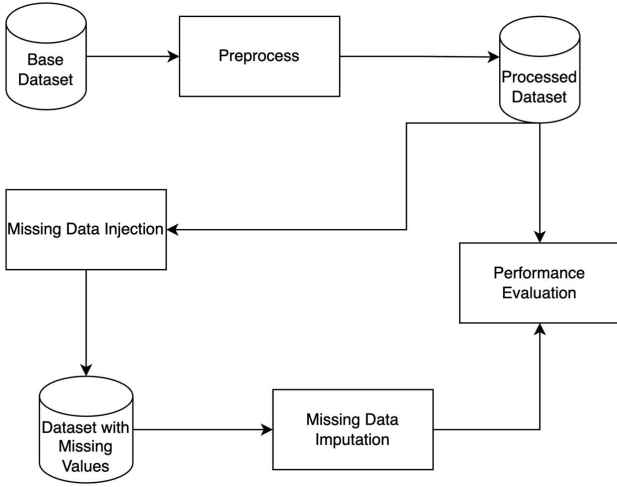 Base
Dataset
Preprocess
Processed
Dataset
Missing Data Injection
Performance
Evaluation
Dataset with
Missing
Values
Missing Data
Imputation